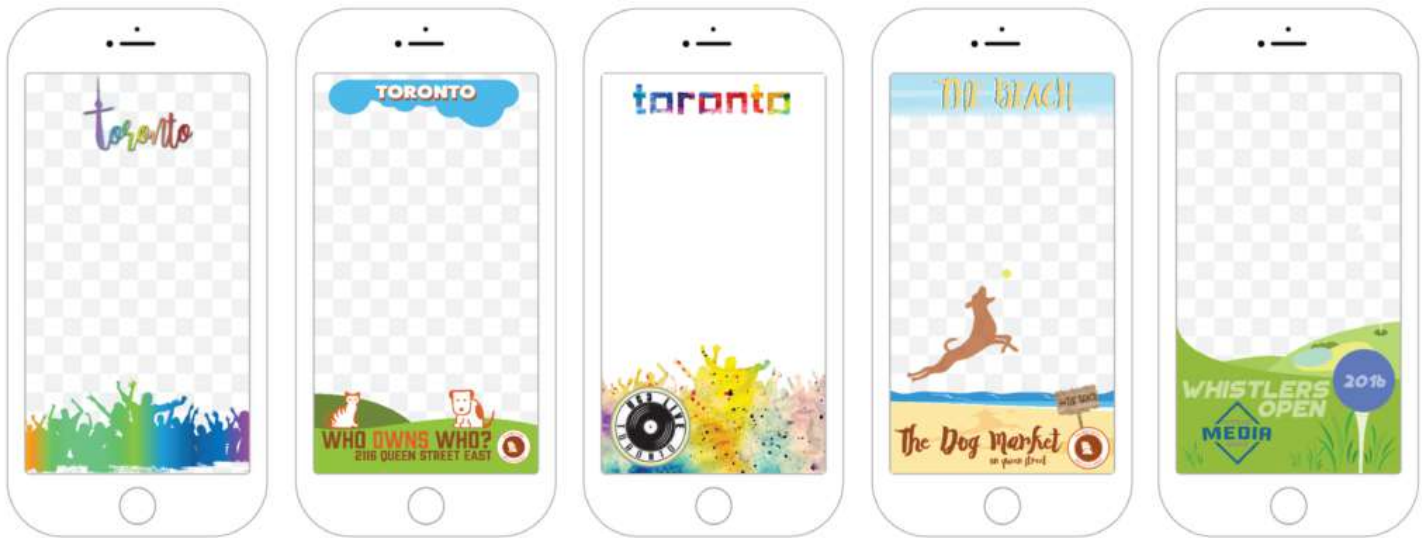 toronto
TORONTO
WHO OWNS WHO?
2116 QUEEN STREET EAST
toronto
TORONTO
THE BEACH
The Dog Market
on queen street
WHISTLERS
OPEN
2016
MEDIA